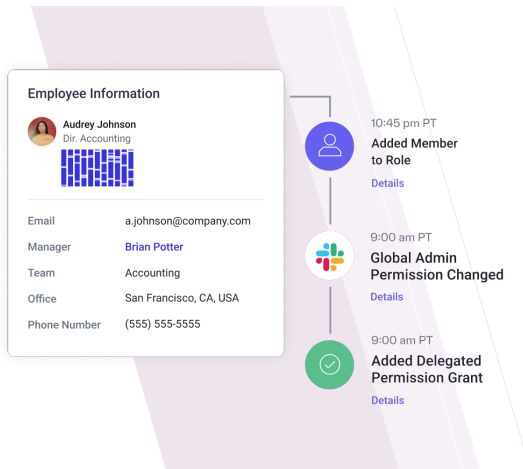 Employee Information
Audrey Johnson
Dir. Accounting
Email a.johnson@company.com
Manager Brian Potter
Team Accounting
Office San Francisco, CA, USA
Phone Number (555) 555-5555
10:45 pm PT
Added Member
to Role
Details
9:00 am PT
Global Admin
Permission Changed
Details
9:00 am PT
Added Delegated
Permission Grant
Details